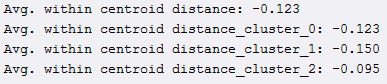 Avg. within centroid distance: -0.123
Avg. within centroid distance_cluster_0: -0.123
Avg. within centroid distance_cluster_1: -0.150
Avg. within centroid distance_cluster_2: -0.095